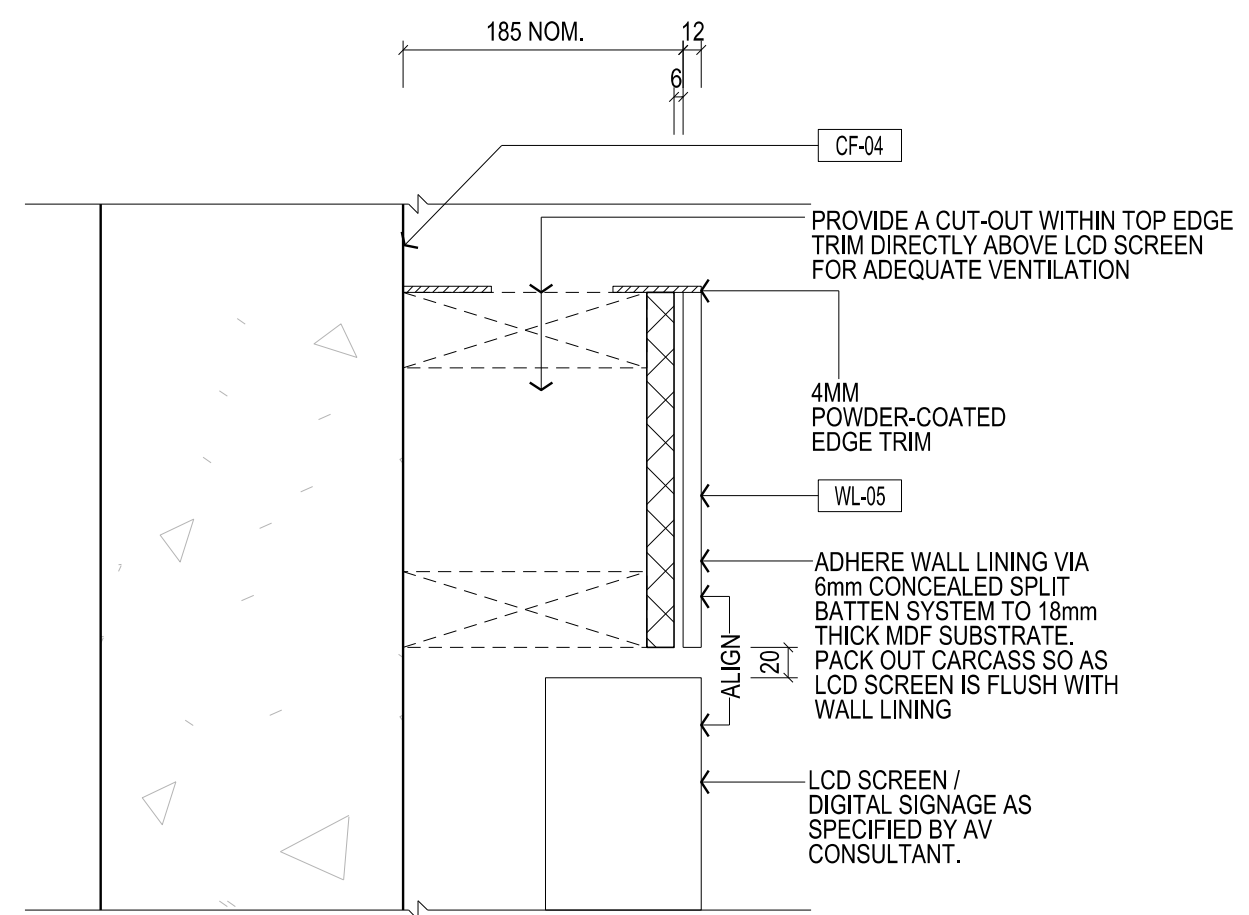 185 NOM.
12
6
CF-04
PROVIDE A CUT-OUT WITHIN TOP EDGE
TRIM DIRECTLY ABOVE LCD SCREEN
FOR ADEQUATE VENTILATION
4MM
POWDER-COATED
EDGE TRIM
WL-05
ADHERE WALL LINING VIA
6mm CONCEALED SPLIT
BATTEN SYSTEM TO 18mm
THICK MDF SUBSTRATE.
PACK OUT CARCASS SO AS
LCD SCREEN IS FLUSH WITH
WALL LINING
ALIGN
20
LCD SCREEN /
DIGITAL SIGNAGE AS
SPECIFIED BY AV
CONSULTANT.